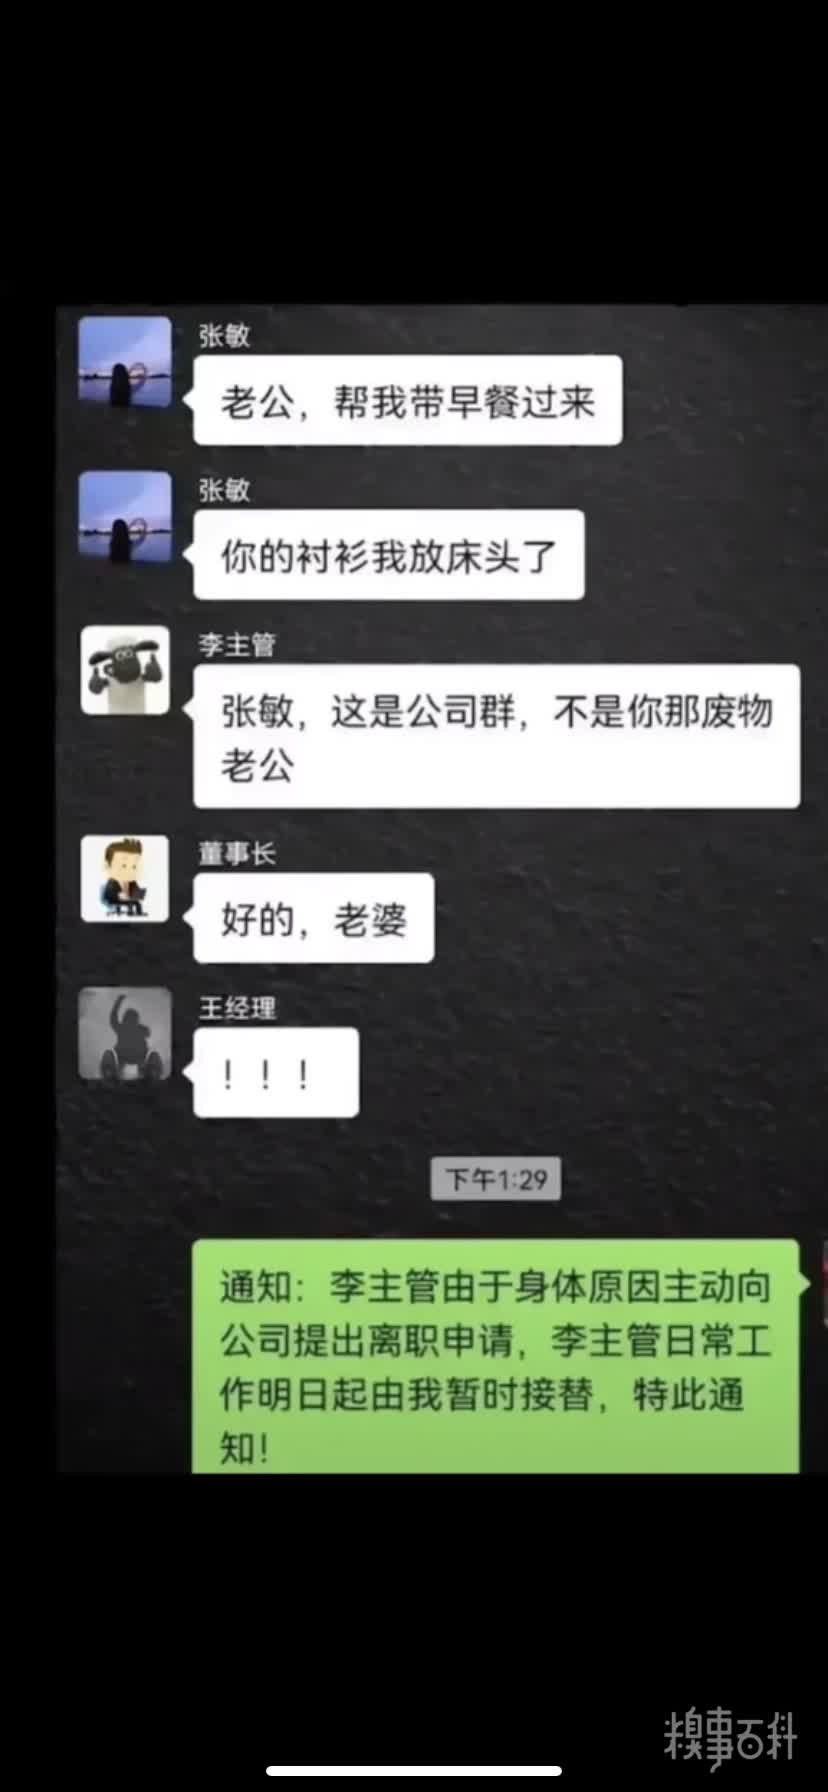 张敏
老公，帮我带早餐过来
张敏
你的衬衫我放床头了
李主管
张敏，这是公司群，不是你那废物
老公
董事长
好的，老婆
王经理
！！！
下午1:29
通知：李主管由于身体原因主动向
公司提出离职申请，李主管日常工
作明日起由我暂时接替，特此通
知！
糗事百科